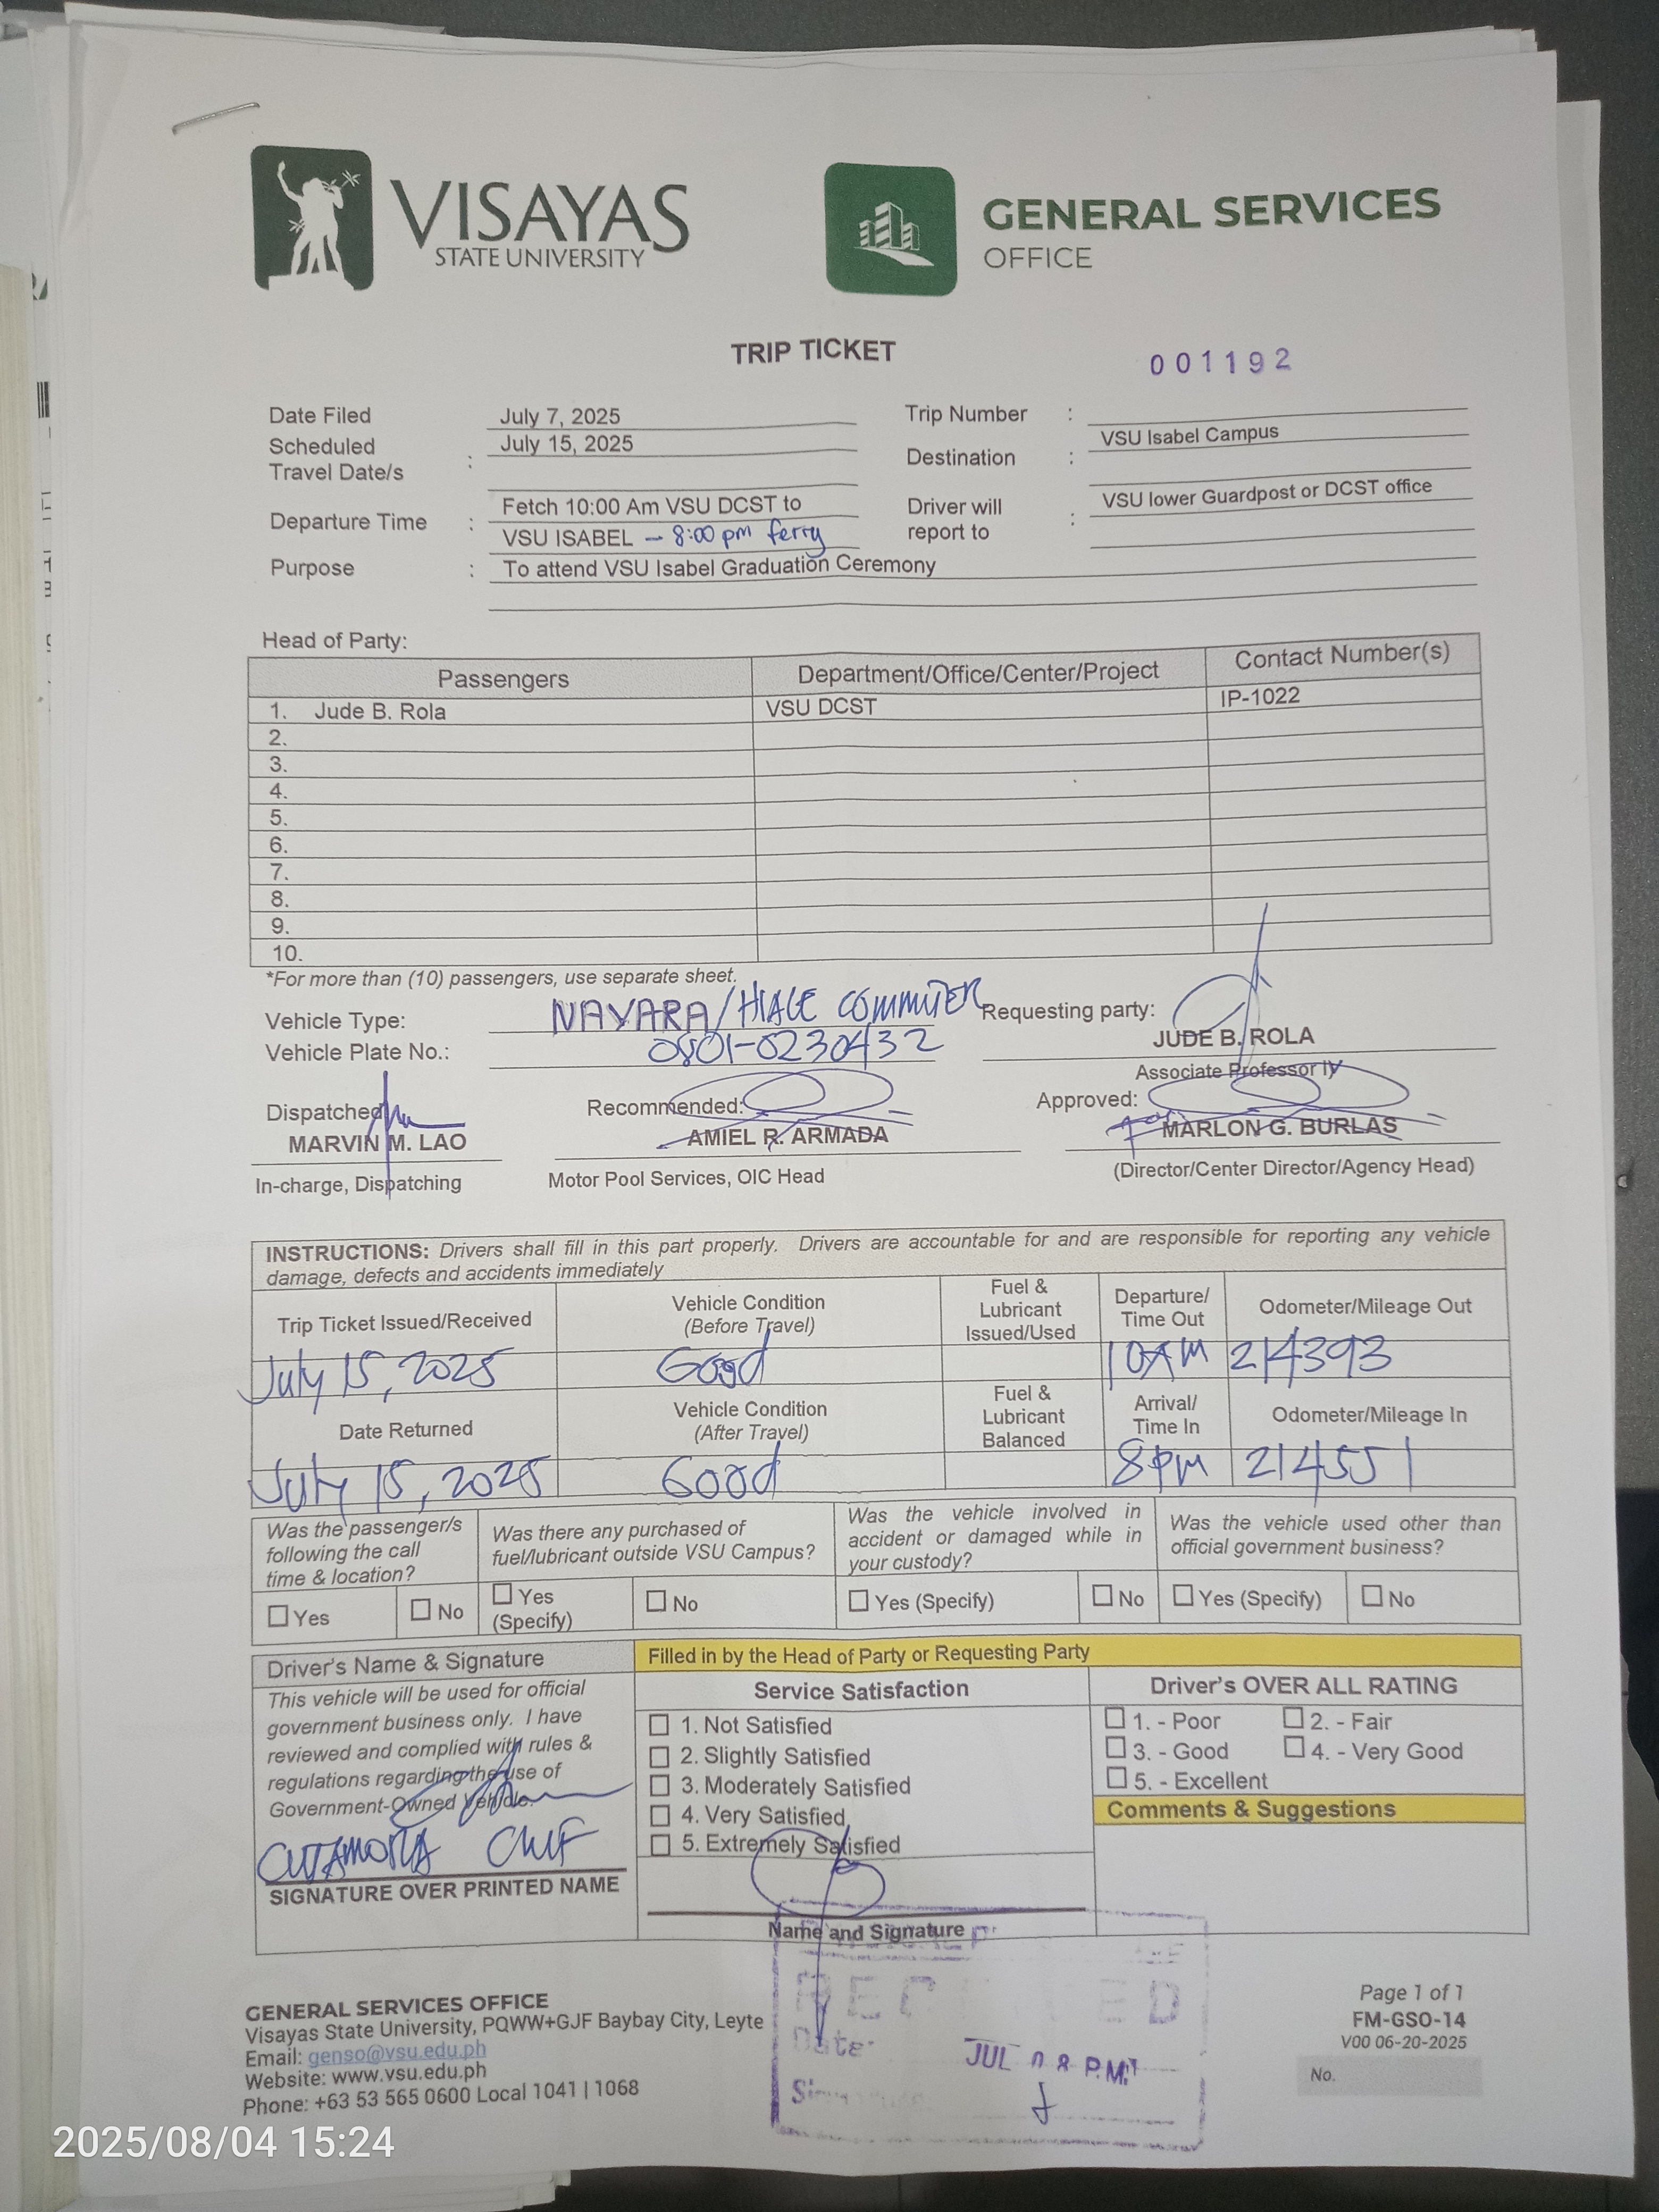 VISAYAS
STATE UNIVERSITY
GENERAL SERVICES
OFFICE
TRIP TICKET
001192
Date Filed July 7, 2025 Trip Number :
Scheduled Travel Date/s : July 15, 2025 Destination : VSU Isabel Campus
Departure Time : Fetch 10:00 Am VSU DCST to
VSU ISABEL – 8:00 pm ferry
Driver will report to : VSU lower Guardpost or DCST office
Purpose : To attend VSU Isabel Graduation Ceremony
Head of Party:
Passengers Department/Office/Center/Project Contact Number(s)
1. Jude B. Rola VSU DCST IP-1022
2.
3.
4.
5.
6.
7.
8.
9.
10.
*For more than (10) passengers, use separate sheet.
Vehicle Type: NAVARA/HIACE COMMUTER Requesting party:
Vehicle Plate No.: 0801-0230432 JUDE B. ROLA
Associate Professor IV
Dispatched Recommended: Approved:
MARVIN M. LAO AMIEL R. ARMADA for MARLON G. BURLAS
In-charge, Dispatching Motor Pool Services, OIC Head (Director/Center Director/Agency Head)
INSTRUCTIONS: Drivers shall fill in this part properly. Drivers are accountable for and are responsible for reporting any vehicle
damage, defects and accidents immediately
Trip Ticket Issued/Received Vehicle Condition (Before Travel) Fuel & Lubricant Issued/Used Departure/ Time Out Odometer/Mileage Out
July 15, 2025 Good 10AM 214393
Date Returned Vehicle Condition (After Travel) Fuel & Lubricant Balanced Arrival/ Time In Odometer/Mileage In
July 15, 2025 Good 8pm 214551
Was the passenger/s following the call time & location?
Was there any purchased of fuel/lubricant outside VSU Campus?
Was the vehicle involved in accident or damaged while in your custody?
Was the vehicle used other than official government business?
☐ Yes ☐ No ☐ Yes (Specify) ☐ No ☐ Yes (Specify) ☐ No ☐ Yes (Specify) ☐ No
Driver's Name & Signature
This vehicle will be used for official
government business only. I have
reviewed and complied with rules &
regulations regarding the use of
Government-Owned Vehicle.
SIGNATURE OVER PRINTED NAME
Filled in by the Head of Party or Requesting Party
Service Satisfaction
☐ 1. Not Satisfied
☐ 2. Slightly Satisfied
☐ 3. Moderately Satisfied
☐ 4. Very Satisfied
☐ 5. Extremely Satisfied
Name and Signature
Driver's OVER ALL RATING
☐ 1. - Poor ☐ 2. - Fair
☐ 3. - Good ☐ 4. - Very Good
☐ 5. - Excellent
Comments & Suggestions
Date:
JUL 08 P.M.
GENERAL SERVICES OFFICE
Visayas State University, PQWW+GJF Baybay City, Leyte
Email: genso@vsu.edu.ph
Website: www.vsu.edu.ph
Phone: +63 53 565 0600 Local 1041 | 1068
Page 1 of 1
FM-GSO-14
V00 06-20-2025
No.
2025/08/04 15:24